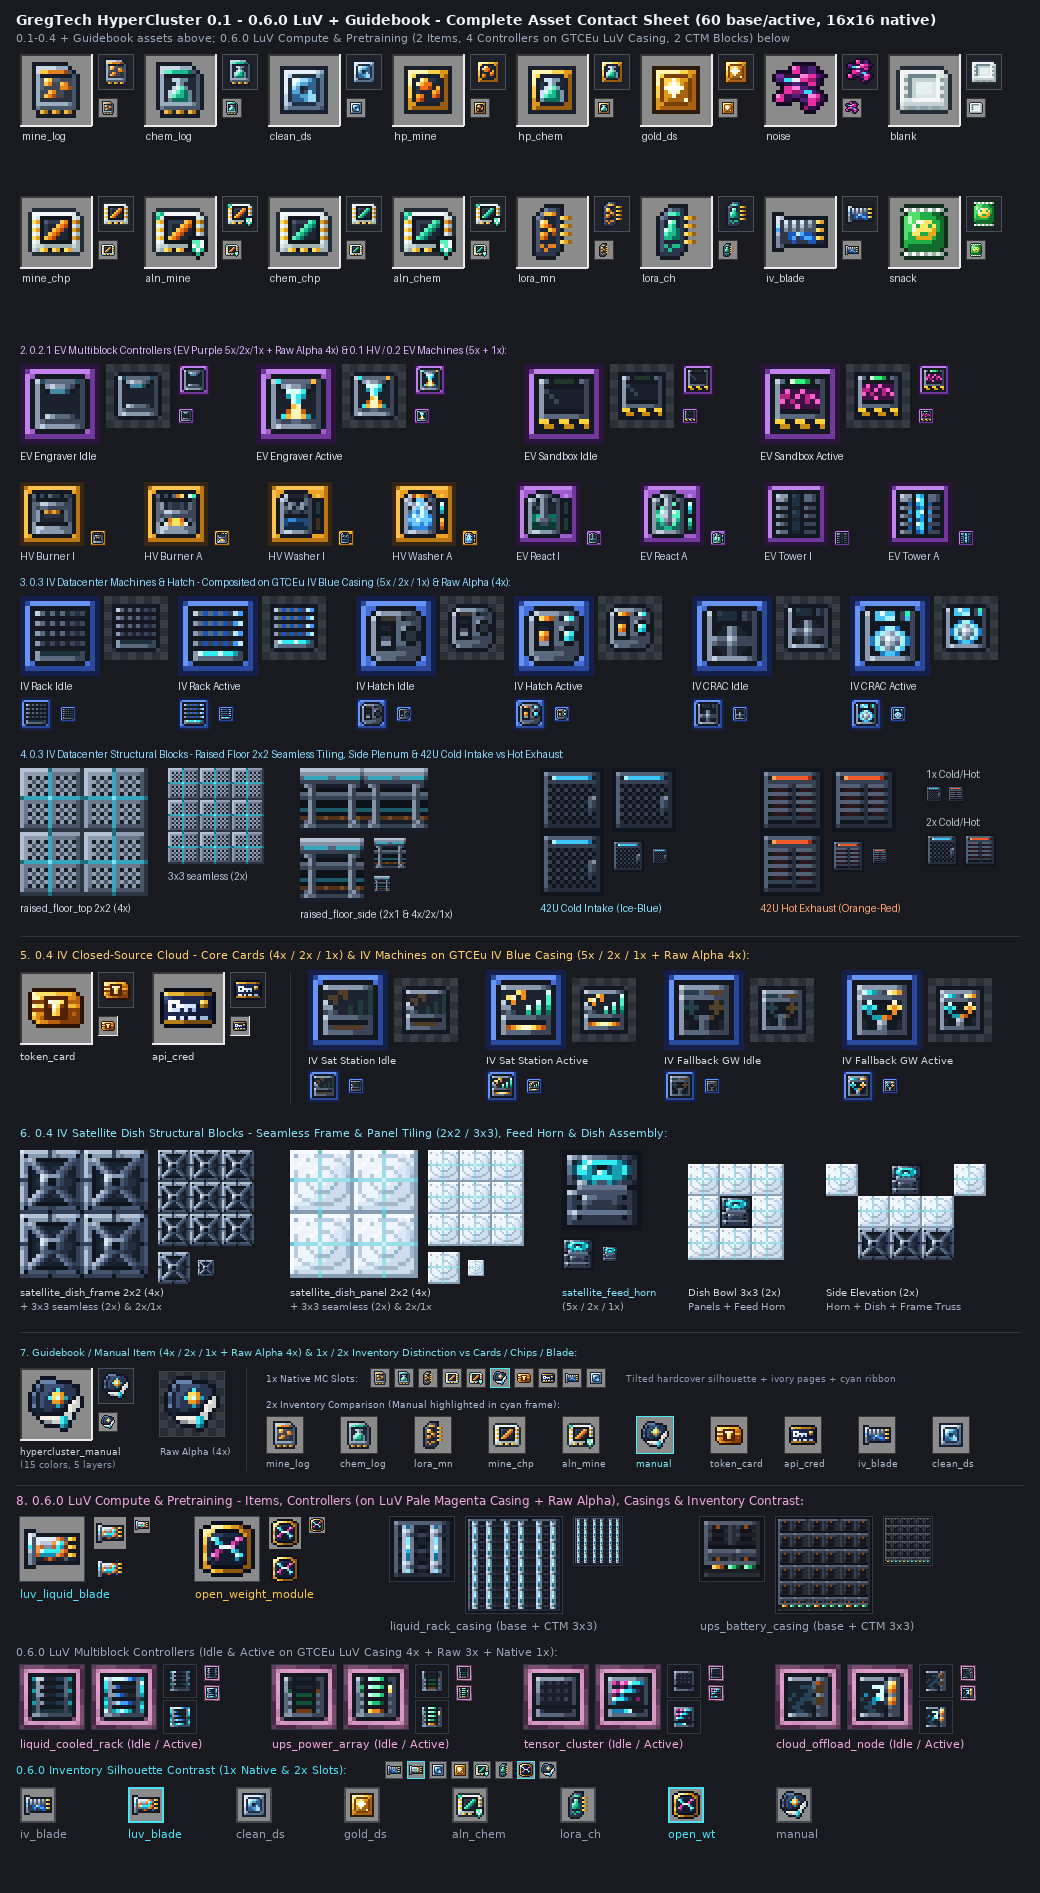 GregTech HyperCluster 0.1 - 0.6.0 LuV + Guidebook - Complete Asset Contact Sheet (60 base/active, 16x16 native)
0.1-0.4 + Guidebook assets above; 0.6.0 LuV Compute & Pretraining (2 Items, 4 Controllers on GTCEu LuV Casing, 2 CTM Blocks) below
mine_log chem_log clean_ds hp_mine hp_chem gold_ds noise blank
mine_chp aln_mine chem_chp aln_chem lora_mn lora_ch iv_blade snack
2. 0.2.1 EV Multiblock Controllers (EV Purple 5x/2x/1x + Raw Alpha 4x) & 0.1 HV / 0.2 EV Machines (5x + 1x):
EV Engraver Idle EV Engraver Active EV Sandbox Idle EV Sandbox Active
HV Burner I HV Burner A HV Washer I HV Washer A EV React I EV React A EV Tower I EV Tower A
3. 0.3 IV Datacenter Machines & Hatch - Composited on GTCEu IV Blue Casing (5x / 2x / 1x) & Raw Alpha (4x):
IV Rack Idle IV Rack Active IV Hatch Idle IV Hatch Active IV CRAC Idle IV CRAC Active
4. 0.3 IV Datacenter Structural Blocks - Raised Floor 2x2 Seamless Tiling, Side Plenum & 42U Cold Intake vs Hot Exhaust
1x Cold/Hot
2x Cold/Hot
3x3 seamless (2x)
raised_floor_top 2x2 (4x) raised_floor_side (2x1 & 4x/2x/1x) 42U Cold Intake (Ice-Blue) 42U Hot Exhaust (Orange-Red)
5. 0.4 IV Closed-Source Cloud - Core Cards (4x / 2x / 1x) & IV Machines on GTCEu IV Blue Casing (5x / 2x / 1x + Raw Alpha 4x):
T
token_card api_cred IV Sat Station Idle IV Sat Station Active IV Fallback GW Idle IV Fallback GW Active
6. 0.4 IV Satellite Dish Structural Blocks - Seamless Frame & Panel Tiling (2x2 / 3x3), Feed Horn & Dish Assembly:
satellite_dish_frame 2x2 (4x) satellite_dish_panel 2x2 (4x) satellite_feed_horn Dish Bowl 3x3 (2x) Side Elevation (2x)
+ 3x3 seamless (2x) & 2x/1x + 3x3 seamless (2x) & 2x/1x (5x / 2x / 1x) Panels + Feed Horn Horn + Dish + Frame Truss
7. Guidebook / Manual Item (4x / 2x / 1x + Raw Alpha 4x) & 1x / 2x Inventory Distinction vs Cards / Chips / Blade:
1x Native MC Slots: Tilted hardcover silhouette + ivory pages + cyan ribbon
2x Inventory Comparison (Manual highlighted in cyan frame):
hypercluster_manual Raw Alpha (4x)
(15 colors, 5 layers)
mine_log chem_log lora_mn mine_chp aln_mine manual token_card api_cred iv_blade clean_ds
8. 0.6.0 LuV Compute & Pretraining - Items, Controllers (on LuV Pale Magenta Casing + Raw Alpha), Casings & Inventory Contrast:
luv_liquid_blade open_weight_module
liquid_rack_casing (base + CTM 3x3) ups_battery_casing (base + CTM 3x3)
0.6.0 LuV Multiblock Controllers (Idle & Active on GTCEu LuV Casing 4x + Raw 3x + Native 1x):
liquid_cooled_rack (Idle / Active) ups_power_array (Idle / Active) tensor_cluster (Idle / Active) cloud_offload_node (Idle / Active)
0.6.0 Inventory Silhouette Contrast (1x Native & 2x Slots):
iv_blade luv_blade clean_ds gold_ds aln_chem lora_ch open_wt manual